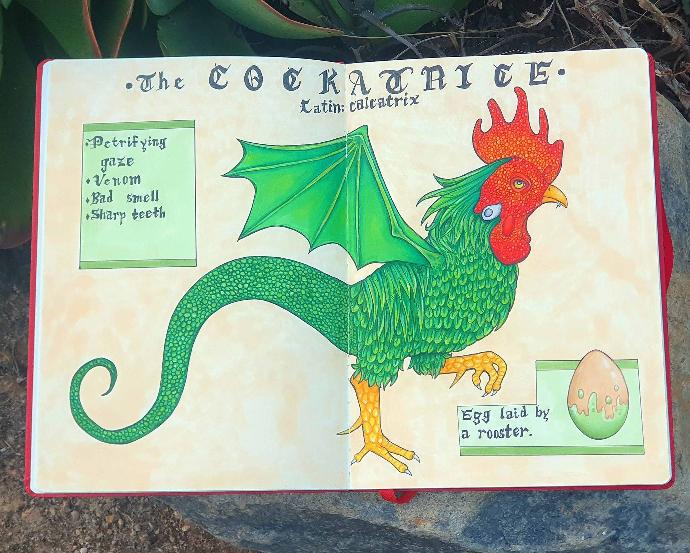 •The COCKATRICE•
Latin: calcatrix
•Petrifying
gaze
•Venom
•Bad smell
•Sharp teeth
Egg laid by
a rooster.